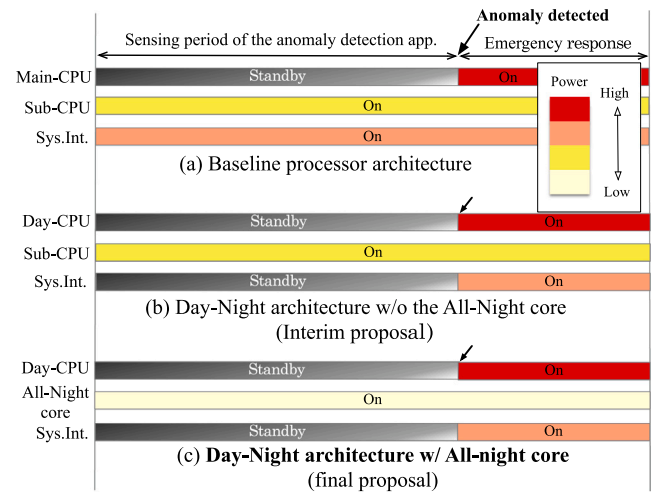 Anomaly detected
Sensing period of the anomaly detection app.
Emergency response
Main-CPU Standby On
Sub-CPU On
Sys.Int. On
(a) Baseline processor architecture
Power
High
Low
Day-CPU Standby On
Sub-CPU On
Sys.Int. Standby On
(b) Day-Night architecture w/o the All-Night core
(Interim proposal)
Day-CPU Standby On
All-Night
core
On
Sys.Int. Standby On
(c) Day-Night architecture w/ All-night core
(final proposal)